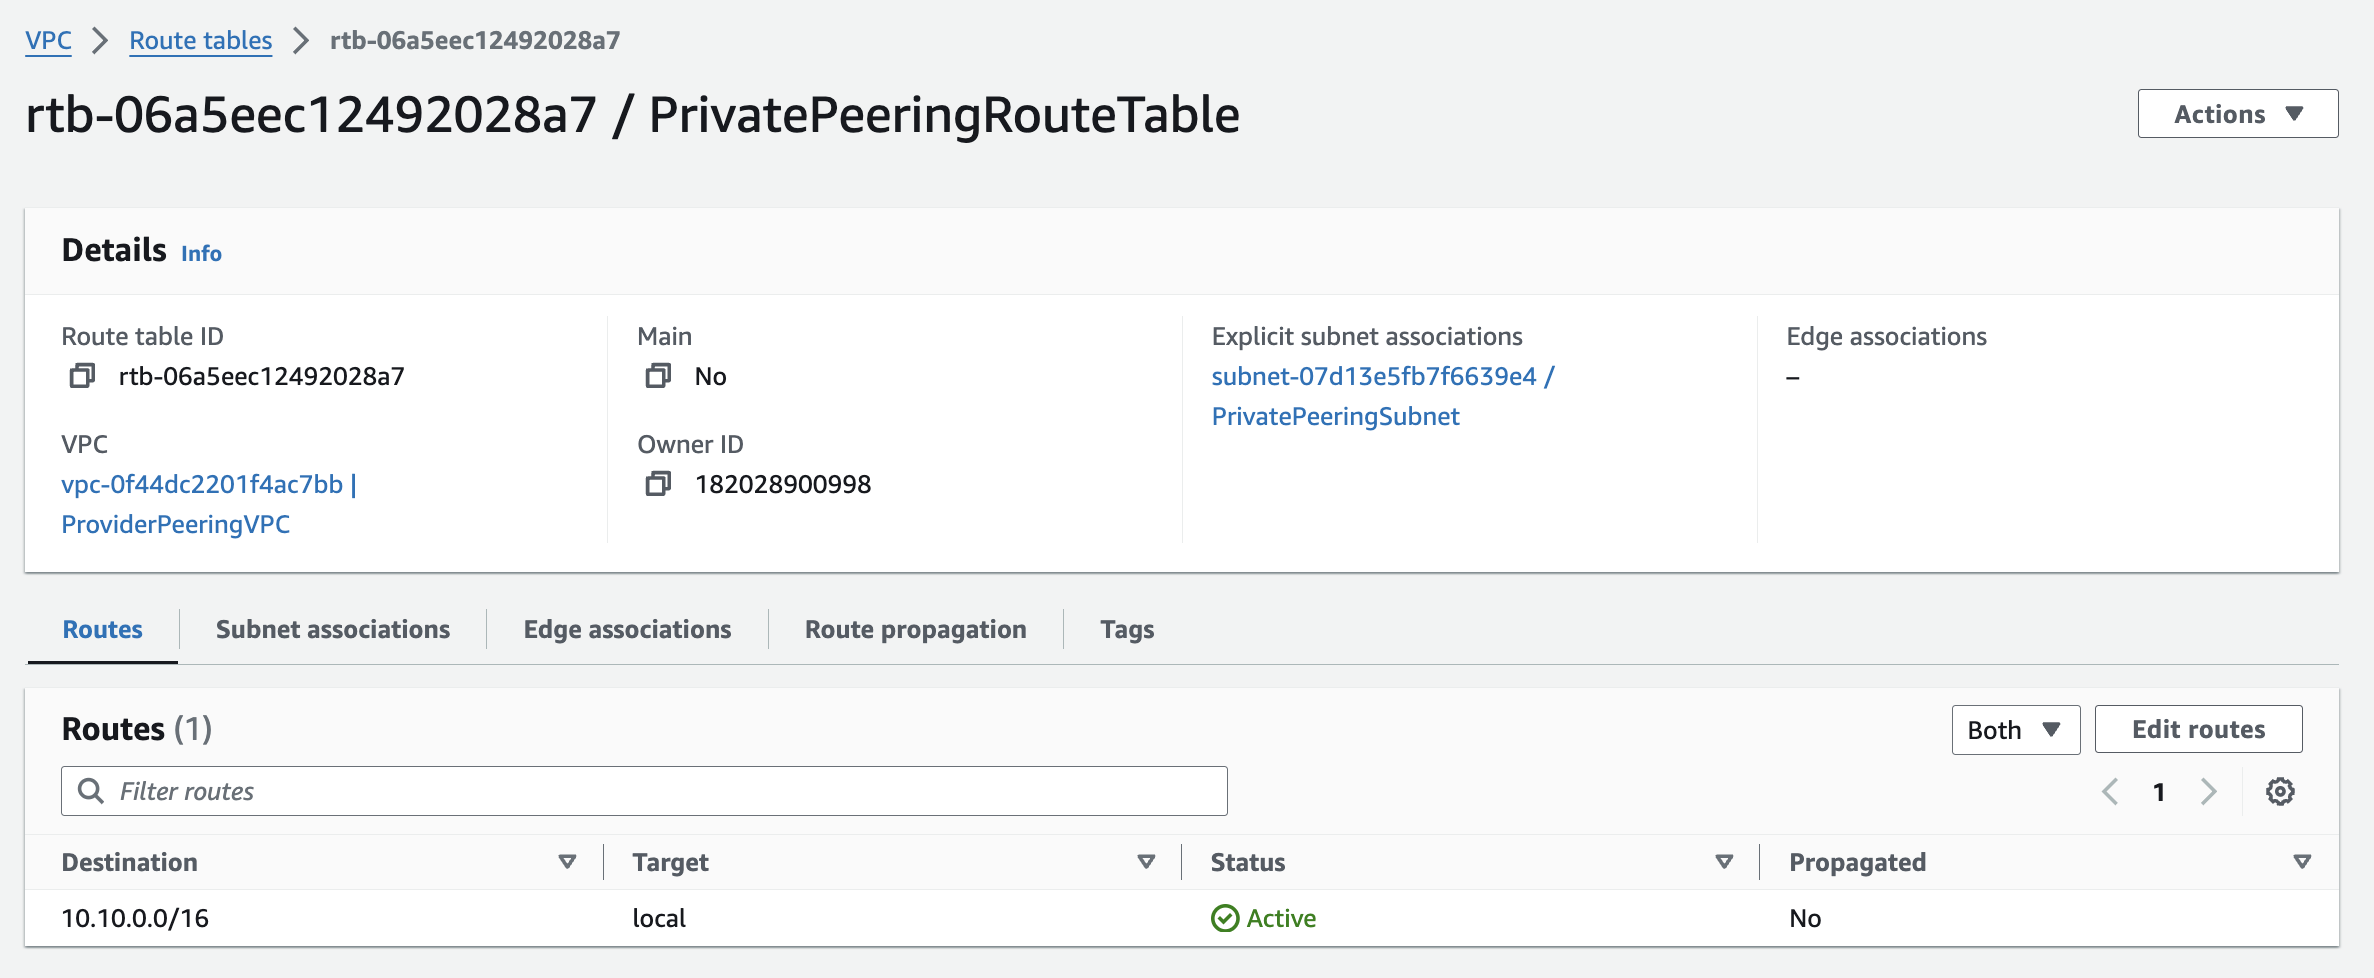 VPC > Route tables > rtb-06a5eec12492028a7
rtb-06a5eec12492028a7 / PrivatePeeringRouteTable
Actions
Details Info
Route table ID
rtb-06a5eec12492028a7
Main
No
Explicit subnet associations
subnet-07d13e5fb7f6639e4 /
PrivatePeeringSubnet
Edge associations
–
VPC
vpc-0f44dc2201f4ac7bb |
ProviderPeeringVPC
Owner ID
182028900998
Routes Subnet associations Edge associations Route propagation Tags
Routes (1)
Both Edit routes
Filter routes
1
Destination Target Status Propagated
10.10.0.0/16 local Active No